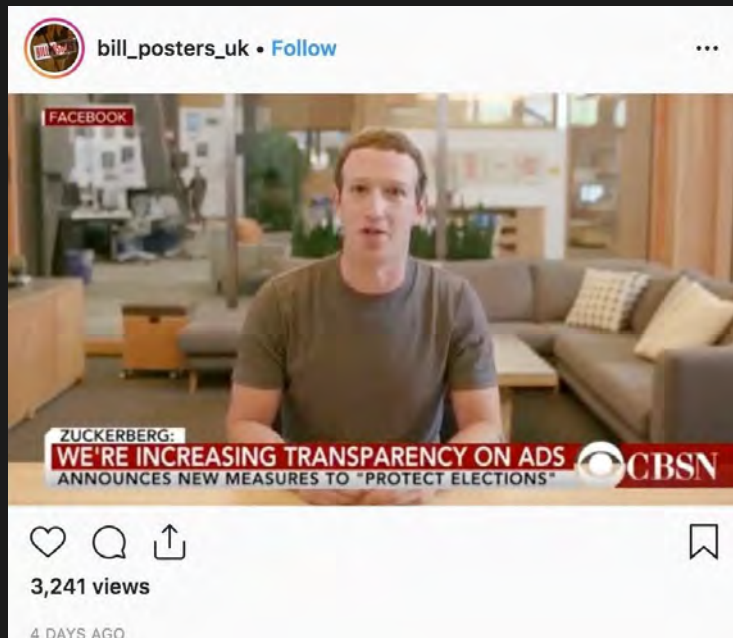 bill_posters_uk • Follow
FACEBOOK
ZUCKERBERG:
WE'RE INCREASING TRANSPARENCY ON ADS
CBSN
ANNOUNCES NEW MEASURES TO "PROTECT ELECTIONS"
3,241 views
4 DAYS AGO